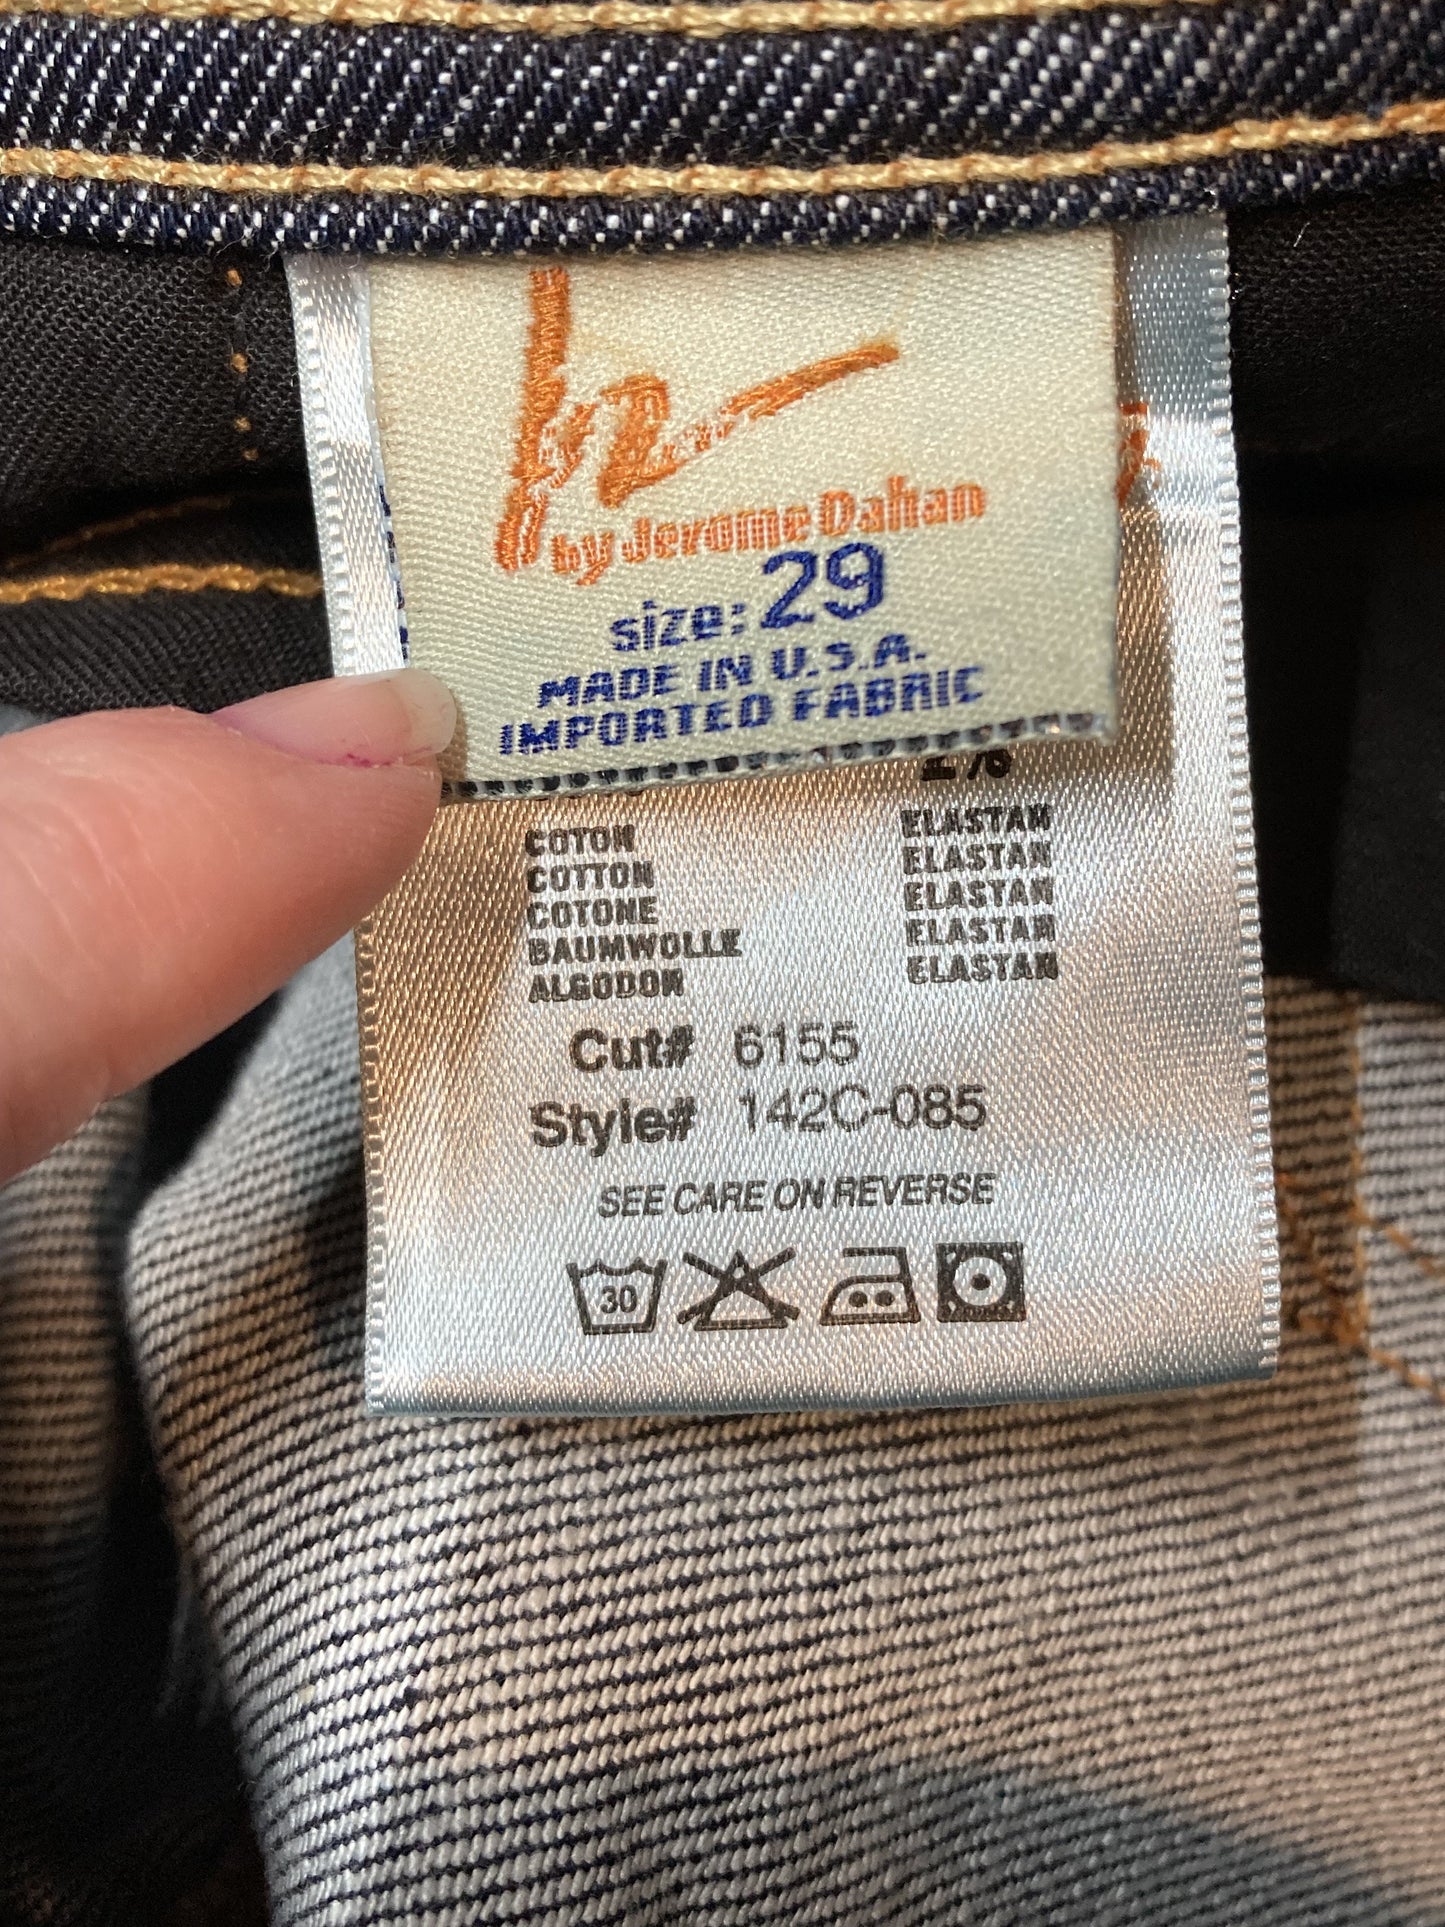 by Jerome Dahan
size: 29
MADE IN U.S.A.
IMPORTED FABRIC
2%
COTON ELASTAN
COTTON ELASTAN
COTONE ELASTAN
BAUMWOLLE ELASTAN
ALGODON ELASTAN
Cut# 6155
Style# 142C-085
SEE CARE ON REVERSE
30